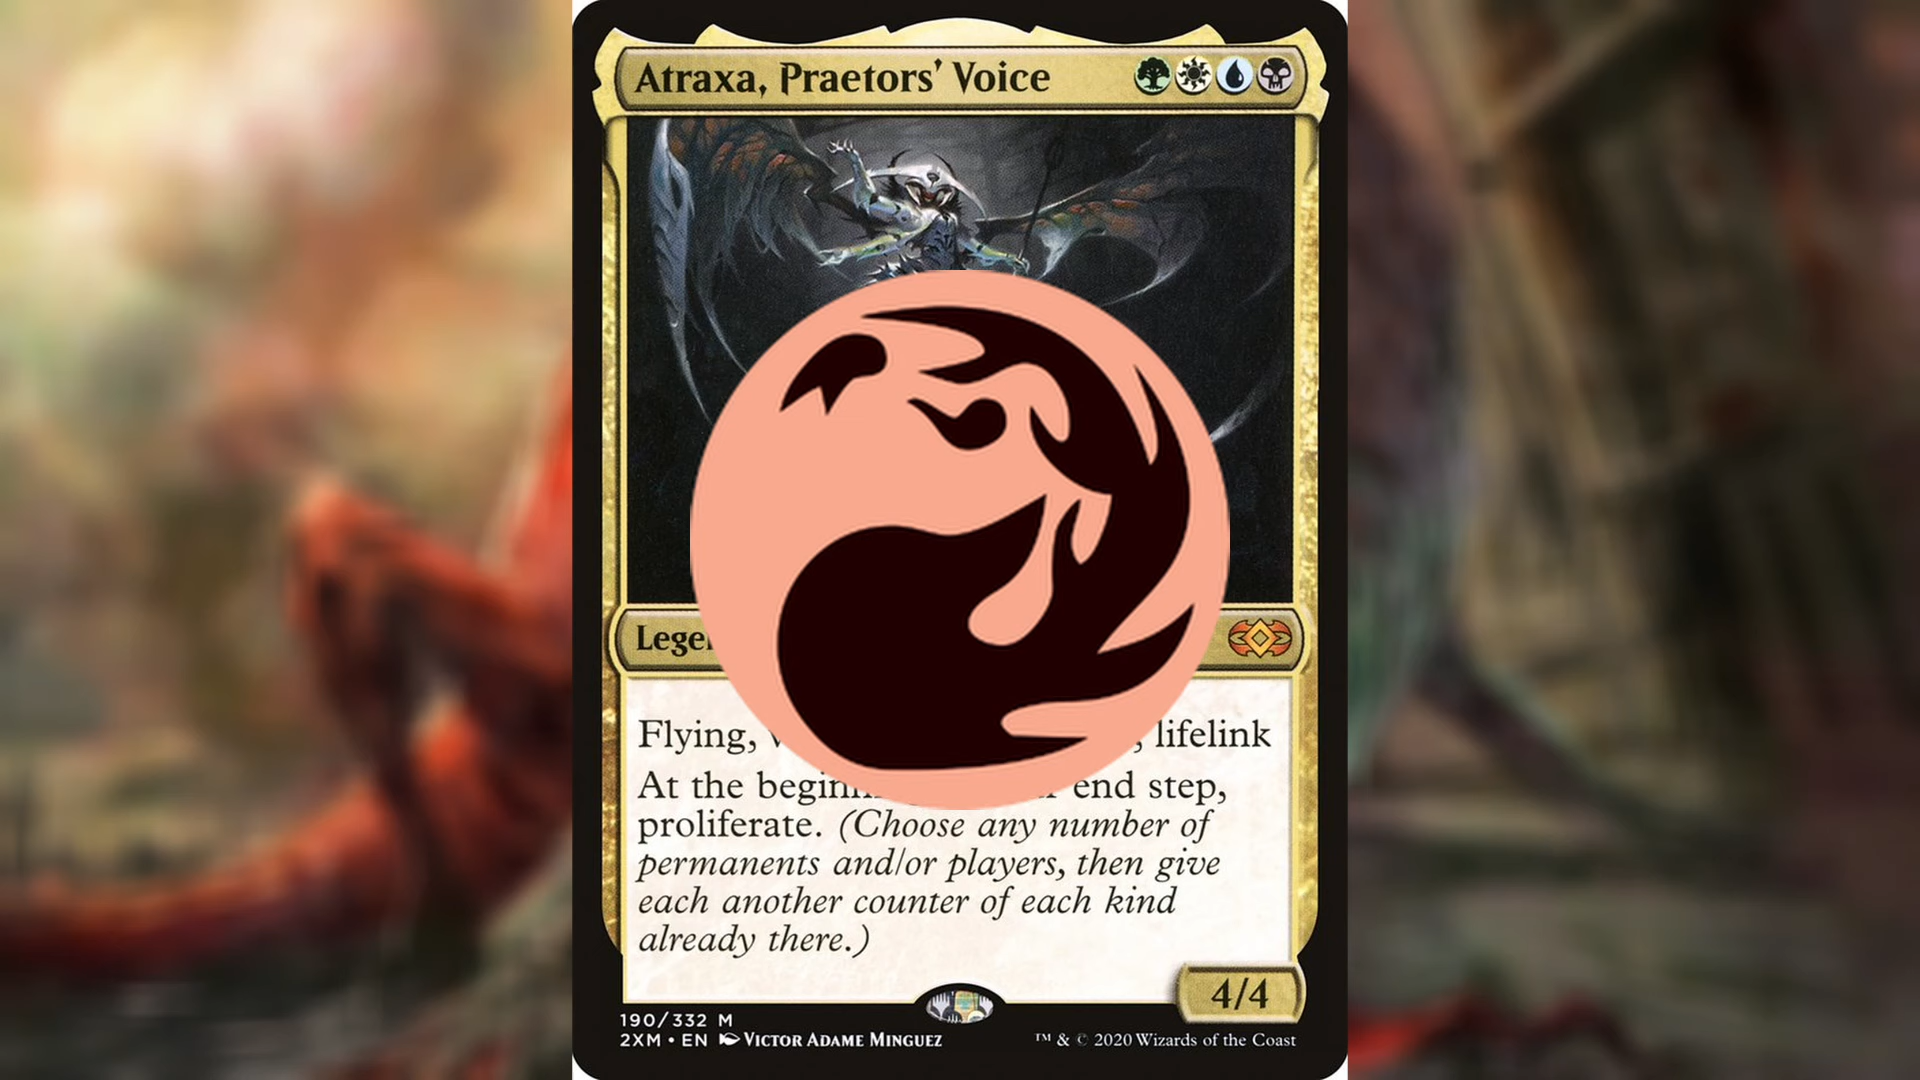 Atraxa, Praetors' Voice
Lege
Flying, , lifelink
At the begin end step,
proliferate. (Choose any number of
permanents and/or players, then give
each another counter of each kind
already there.)
4/4
190/332 M
2XM • EN Victor Adame Minguez
™ & © 2020 Wizards of the Coast